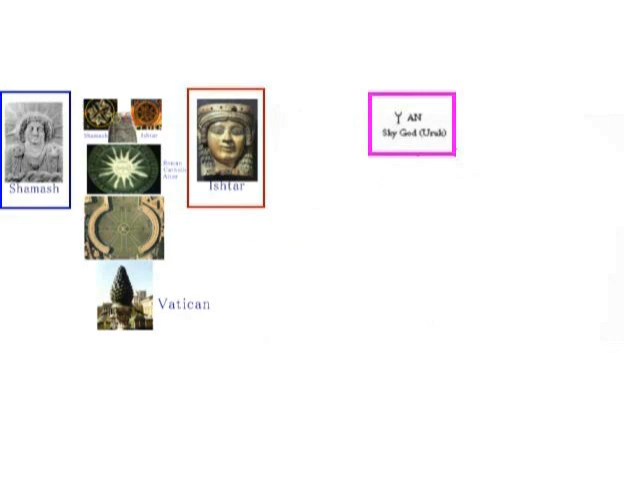 Y AN
Sky God (Uruk)
Shamash
Ishtar
Roman
Catholic
Altar
Shamash
Ishtar
Vatican